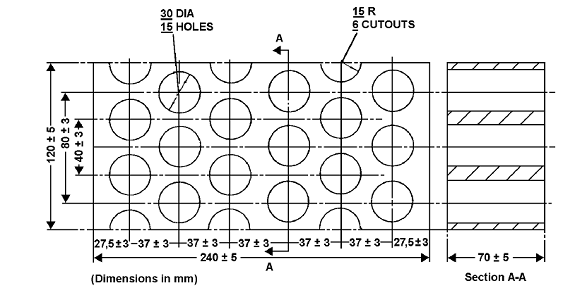 30 DIA
15 HOLES
A
15 R
6 CUTOUTS
120 ± 5
80 ± 3
40 ± 3
27,5±3 37 ± 3 37 ± 3 37 ± 3 37 ± 3 37 ± 3 27,5±3
240 ± 5
70 ± 5
A
(Dimensions in mm)
Section A-A